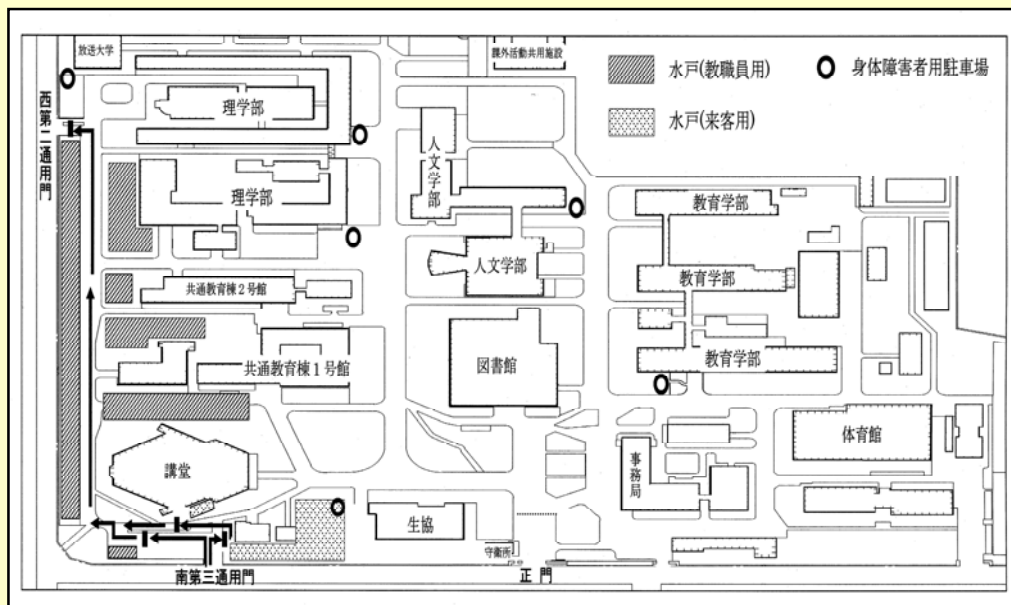 放送大学
課外活動共用施設
水戸(教職員用)
身体障害者用駐車場
水戸(来客用)
西第二通用門
理学部
人文学部
理学部
教育学部
人文学部
教育学部
共通教育棟2号館
共通教育棟1号館
図書館
教育学部
講堂
体育館
事務局
生協
守衛所
南第三通用門
正門